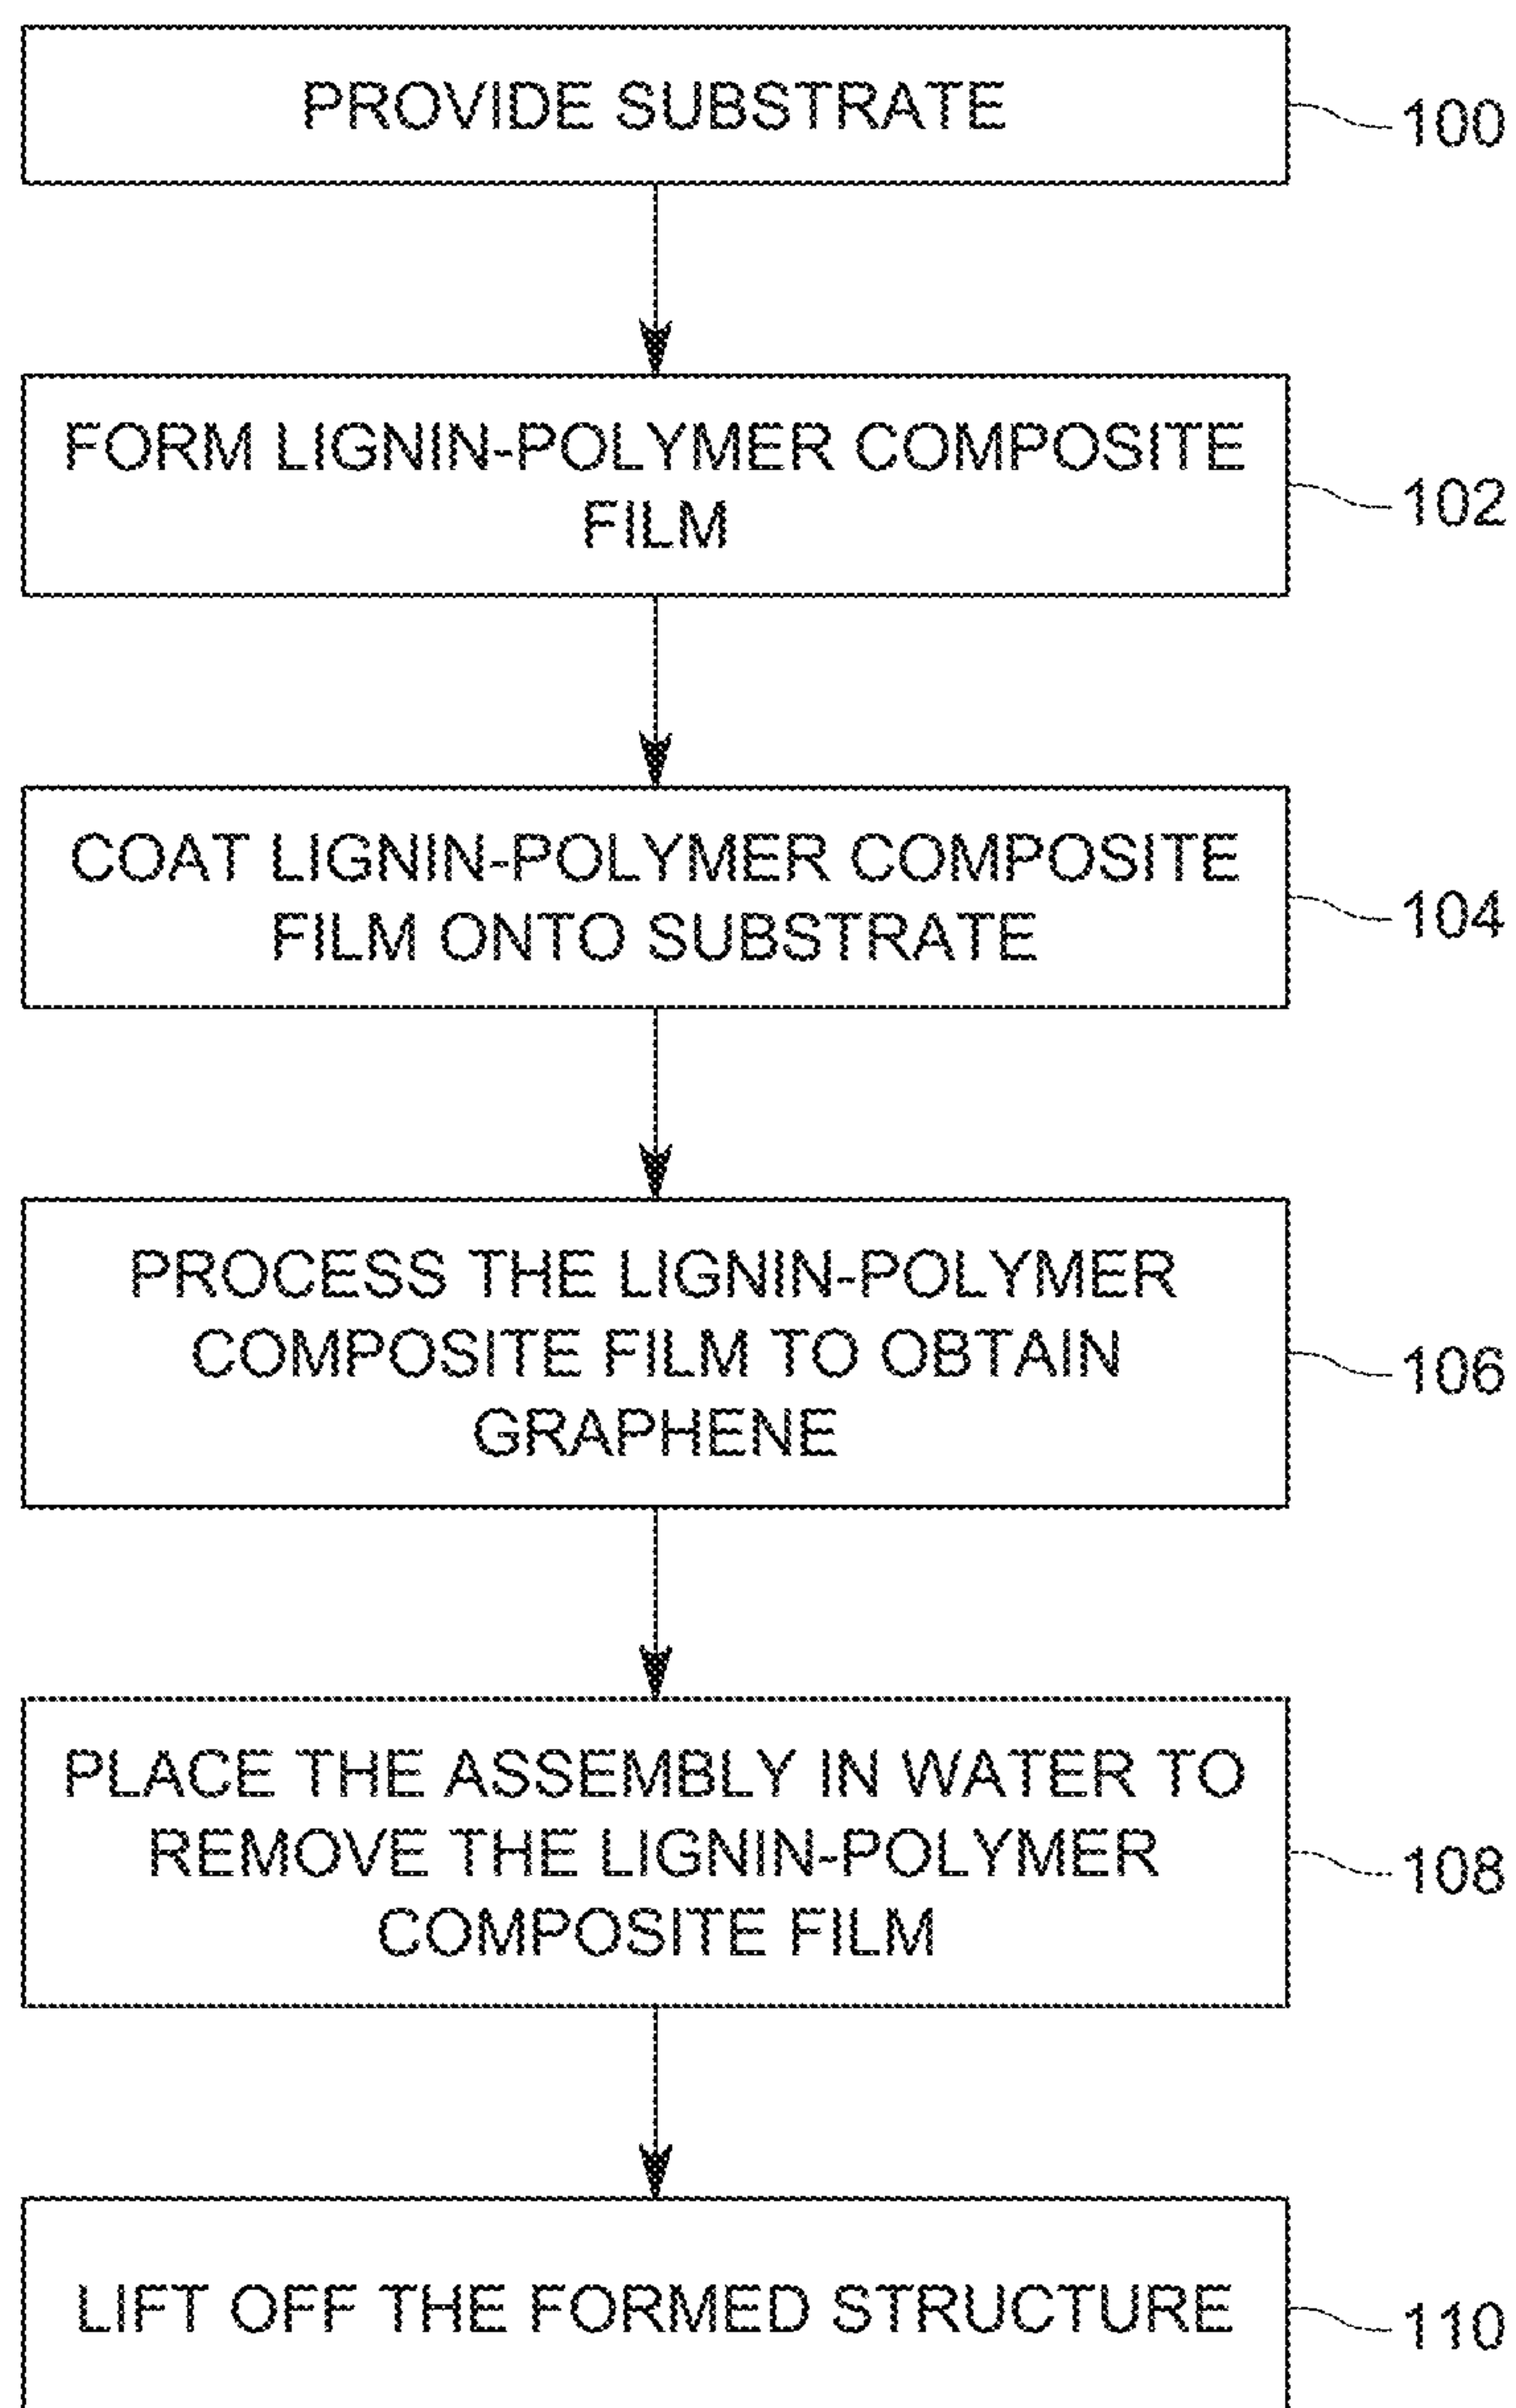 PROVIDE SUBSTRATE
100
FORM LIGNIN-POLYMER COMPOSITE
FILM
102
COAT LIGNIN-POLYMER COMPOSITE
FILM ONTO SUBSTRATE
104
PROCESS THE LIGNIN-POLYMER
COMPOSITE FILM TO OBTAIN
GRAPHENE
106
PLACE THE ASSEMBLY IN WATER TO
REMOVE THE LIGNIN-POLYMER
COMPOSITE FILM
108
LIFT OFF THE FORMED STRUCTURE
110